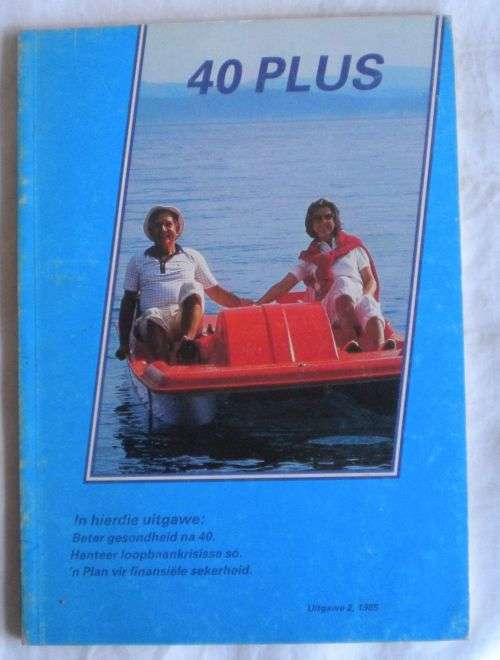 40 PLUS
In hierdie uitgawe:
Beter gesondheid na 40.
Hanteer loopbaankrisisse so.
'n Plan vir finansiële sekerheid.
Uitgawe 2, 1985